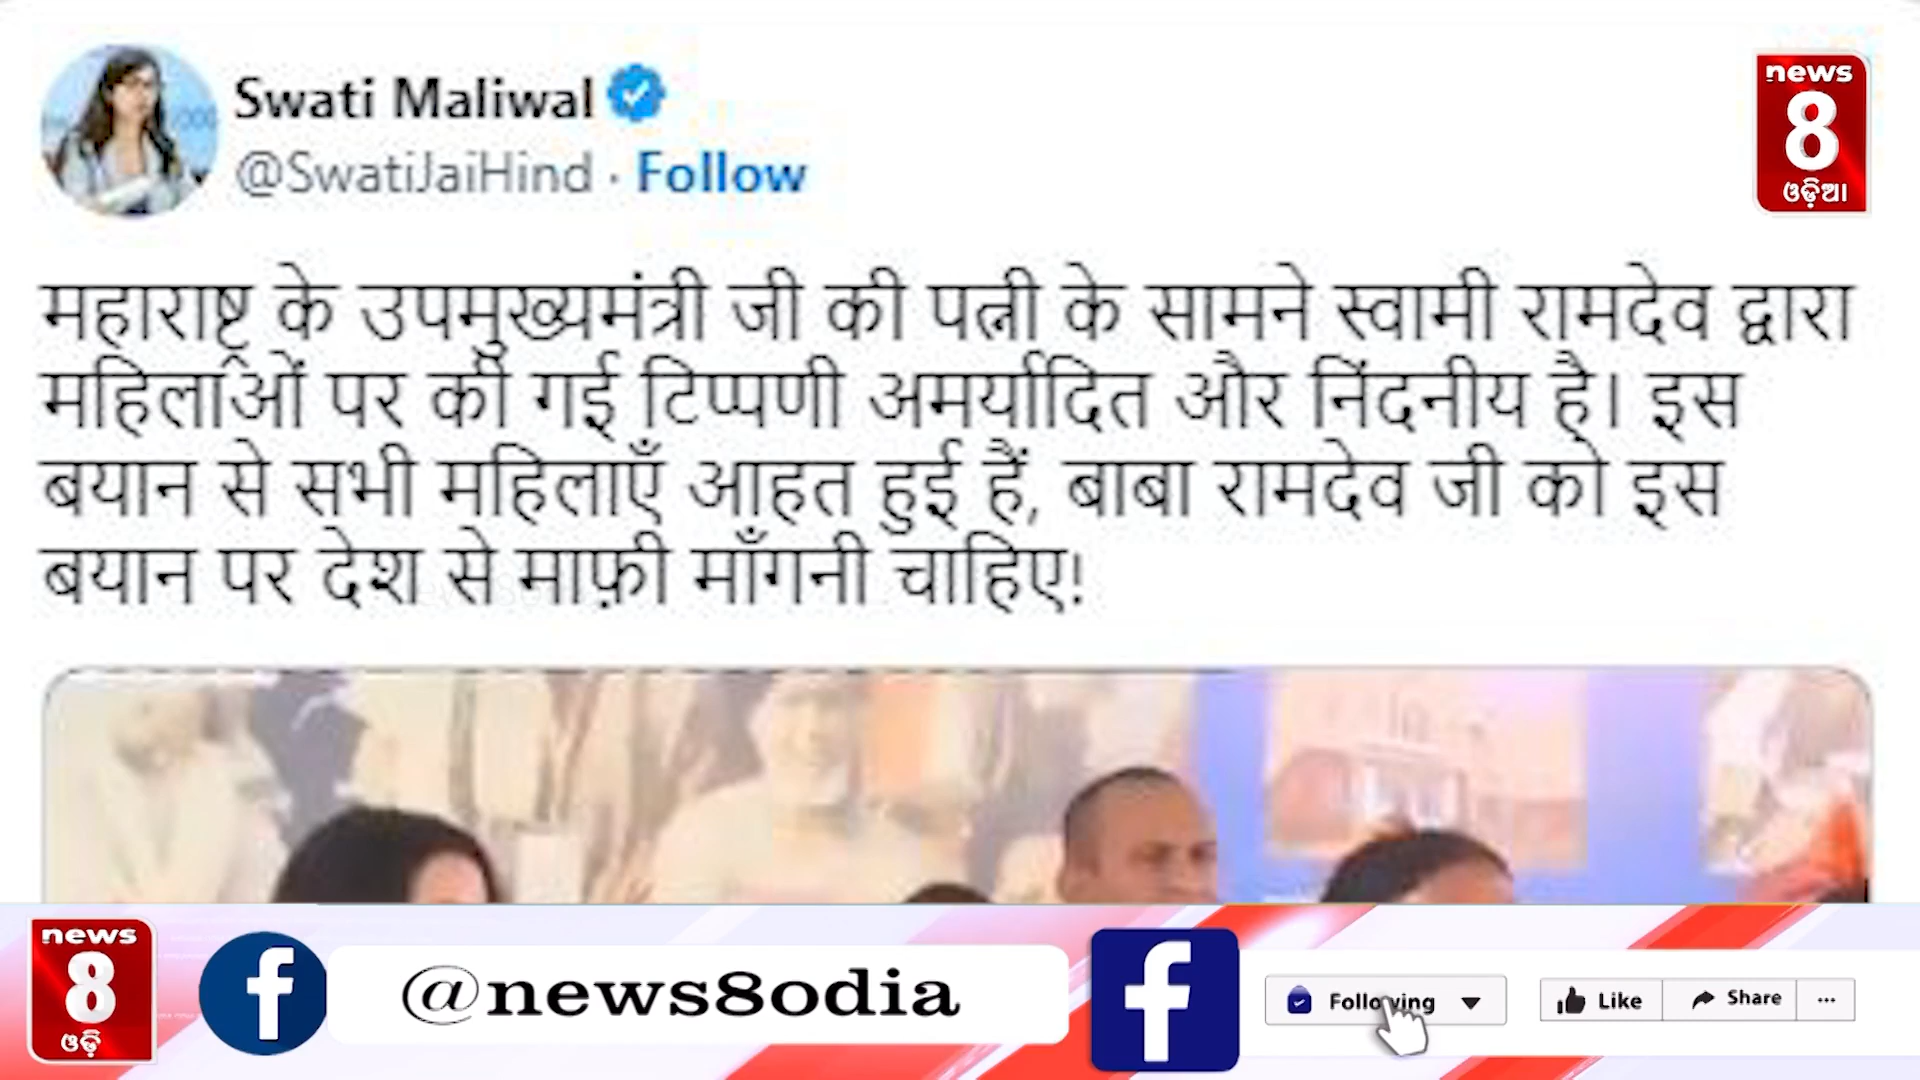 Swati Maliwal
@SwatiJaiHind · Follow
news
8
ଓଡ଼ିଆ
महाराष्ट्र के उपमुख्यमंत्री जी की पत्नी के सामने स्वामी रामदेव द्वारा
महिलाओं पर की गई टिप्पणी अमर्यादित और निंदनीय है। इस
बयान से सभी महिलाएँ आहत हुई हैं, बाबा रामदेव जी को इस
बयान पर देश से माफ़ी माँगनी चाहिए!
news
8
ଓଡ଼ି
@news8odia
Following
Like
Share